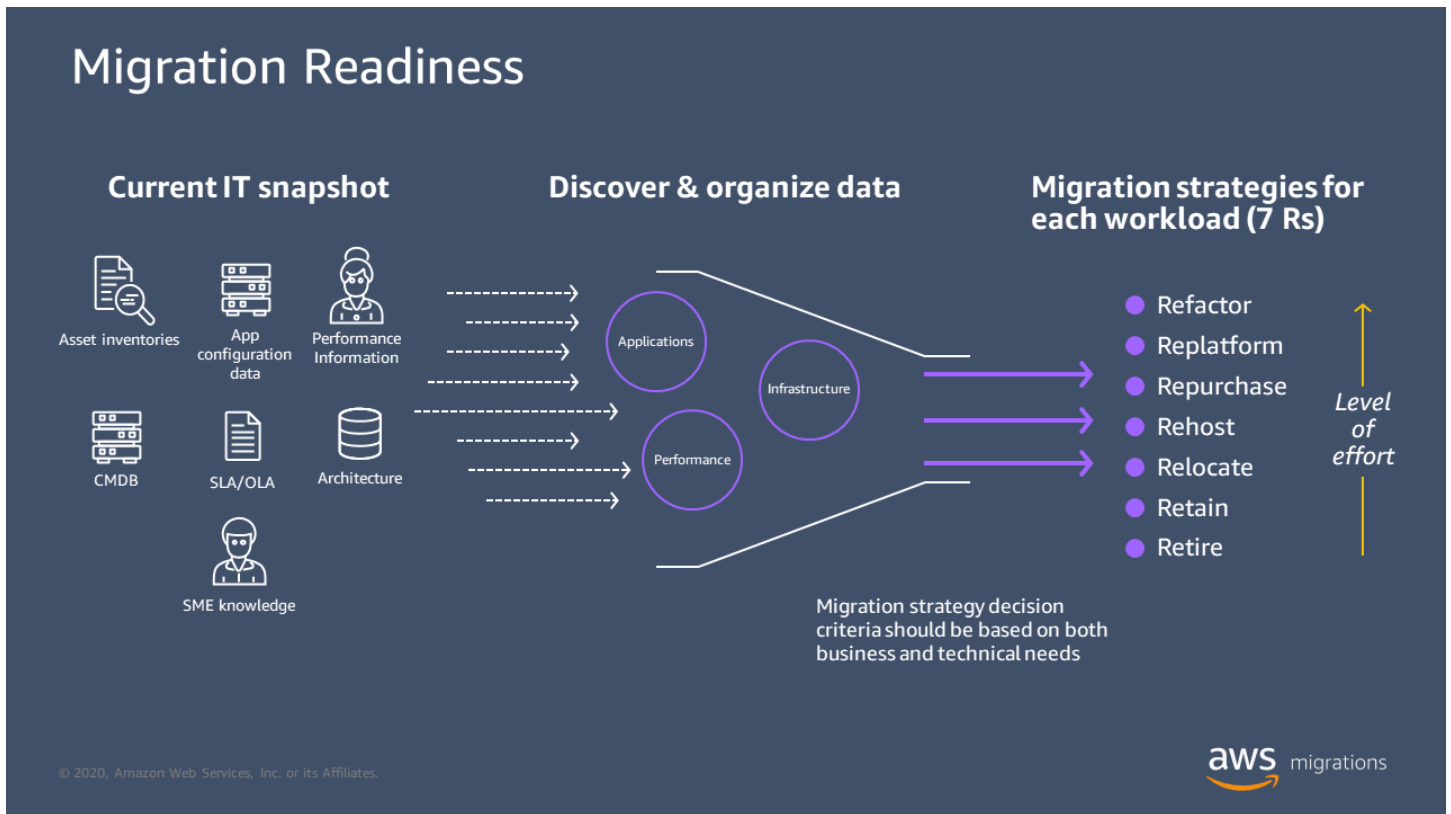 Migration Readiness
Current IT snapshot
Asset inventories
App
configuration
data
Performance
Information
CMDB
SLA/OLA
Architecture
SME knowledge
Discover & organize data
Applications
Infrastructure
Performance
Migration strategies for
each workload (7 Rs)
Refactor
Replatform
Repurchase
Rehost
Relocate
Retain
Retire
Level
of
effort
Migration strategy decision
criteria should be based on both
business and technical needs
© 2020, Amazon Web Services, Inc. or its Affiliates.
aws migrations